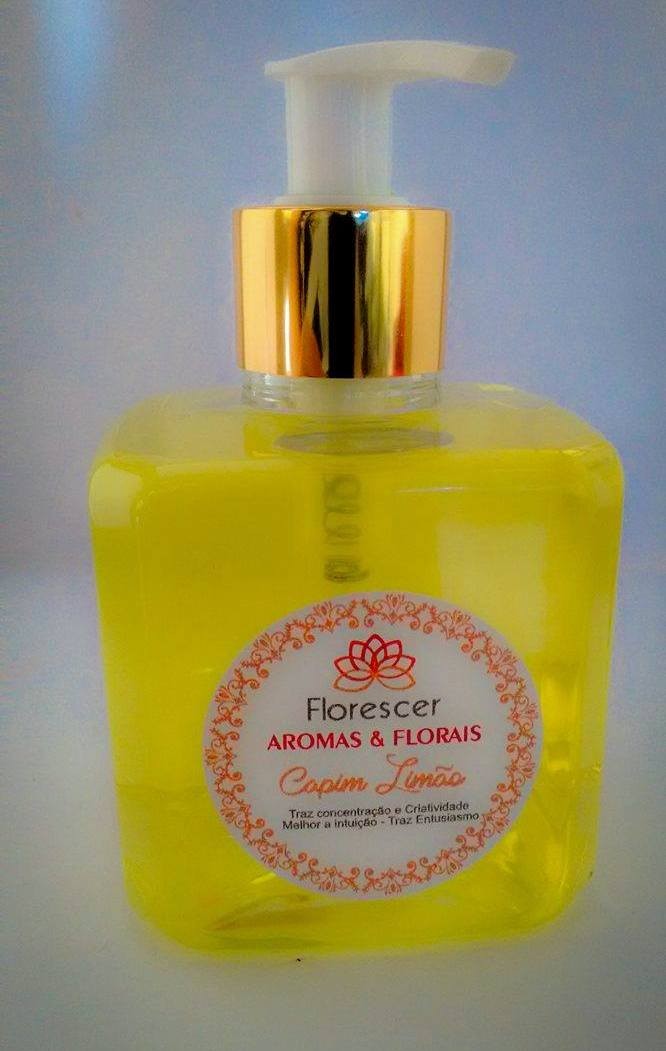 Florescer
AROMAS & FLORAIS
Capim Limão
Traz concentração e Criatividade
Melhor a intuição - Traz Entusiasmo